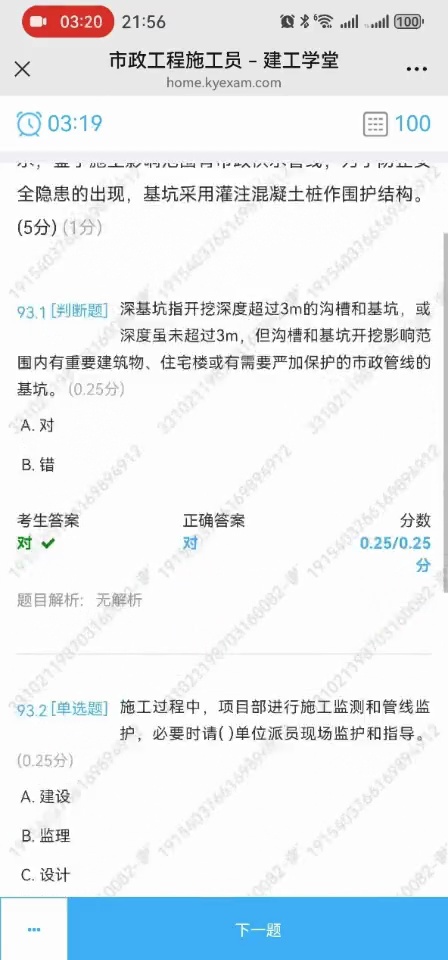 03:20 21:56 100
市政工程施工员 - 建工学堂
home.kyexam.com
03:19 100
全隐患的出现，基坑采用灌注混凝土桩作围护结构。
(5分) (1分)
93.1 [判断题] 深基坑指开挖深度超过3m的沟槽和基坑，或
深度虽未超过3m，但沟槽和基坑开挖影响范
围内有重要建筑物、住宅楼或有需要严加保护的市政管线的
基坑。 (0.25分)
A. 对
B. 错
考生答案 正确答案 分数
对 对 0.25/0.25
分
题目解析： 无解析
93.2 [单选题] 施工过程中，项目部进行施工监测和管线监
护，必要时请( )单位派员现场监护和指导。
(0.25分)
A. 建设
B. 监理
C. 设计
下一题